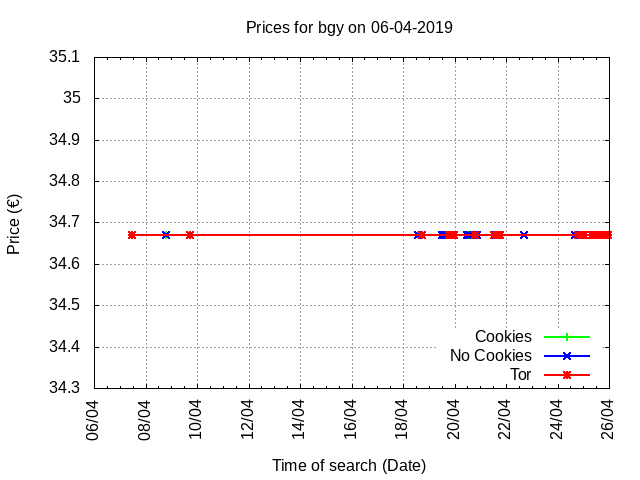 Prices for bgy on 06-04-2019
35.1
35
34.9
34.8
34.7
34.6
34.5
34.4
34.3
Price (€)
Cookies
No Cookies
Tor
06/04 08/04 10/04 14/04 16/04 18/04 20/04 22/04 24/04 26/04
Time of search (Date)